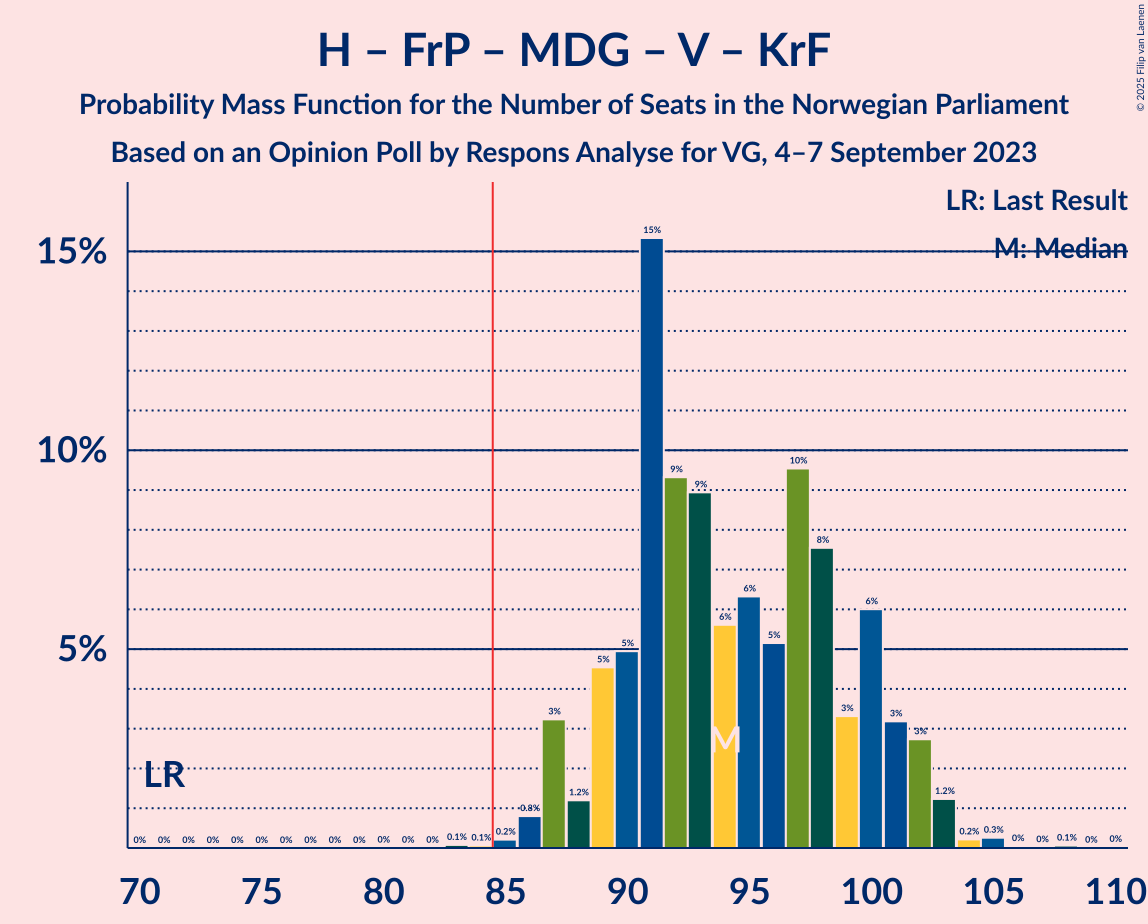 H – FrP – MDG – V – KrF
Probability Mass Function for the Number of Seats in the Norwegian Parliament
Based on an Opinion Poll by Respons Analyse for VG, 4–7 September 2023
© 2025 Filip van Laenen
LR: Last Result
M: Median
15%
10%
5%
0% 0% 0% 0% 0% 0% 0% 0% 0% 0% 0% 0% 0% 0.1% 0.1% 0.2% 0.8% 3% 1.2% 5% 5% 15% 9% 9% 6% 6% 5% 10% 8% 3% 6% 3% 3% 1.2% 0.2% 0.3% 0% 0% 0.1% 0% 0%
LR
M
70 75 80 85 90 95 100 105 110